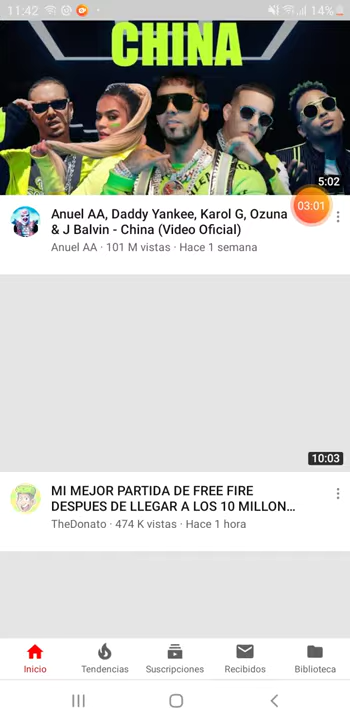 11:42
14%
CHINA
5:02
Anuel AA, Daddy Yankee, Karol G, Ozuna
& J Balvin - China (Video Oficial)
03:01
Anuel AA · 101 M vistas · Hace 1 semana
10:03
MI MEJOR PARTIDA DE FREE FIRE
DESPUES DE LLEGAR A LOS 10 MILLON...
TheDonato · 474 K vistas · Hace 1 hora
Inicio
Tendencias
Suscripciones
Recibidos
Biblioteca